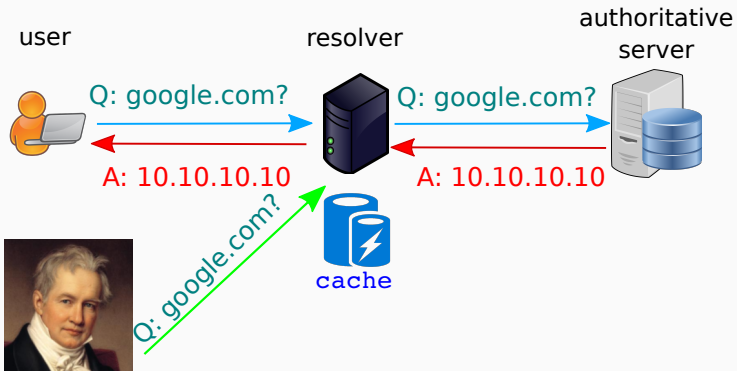 user
resolver
authoritative
server
Q: google.com?
Q: google.com?
A: 10.10.10.10
A: 10.10.10.10
Q: google.com?
cache